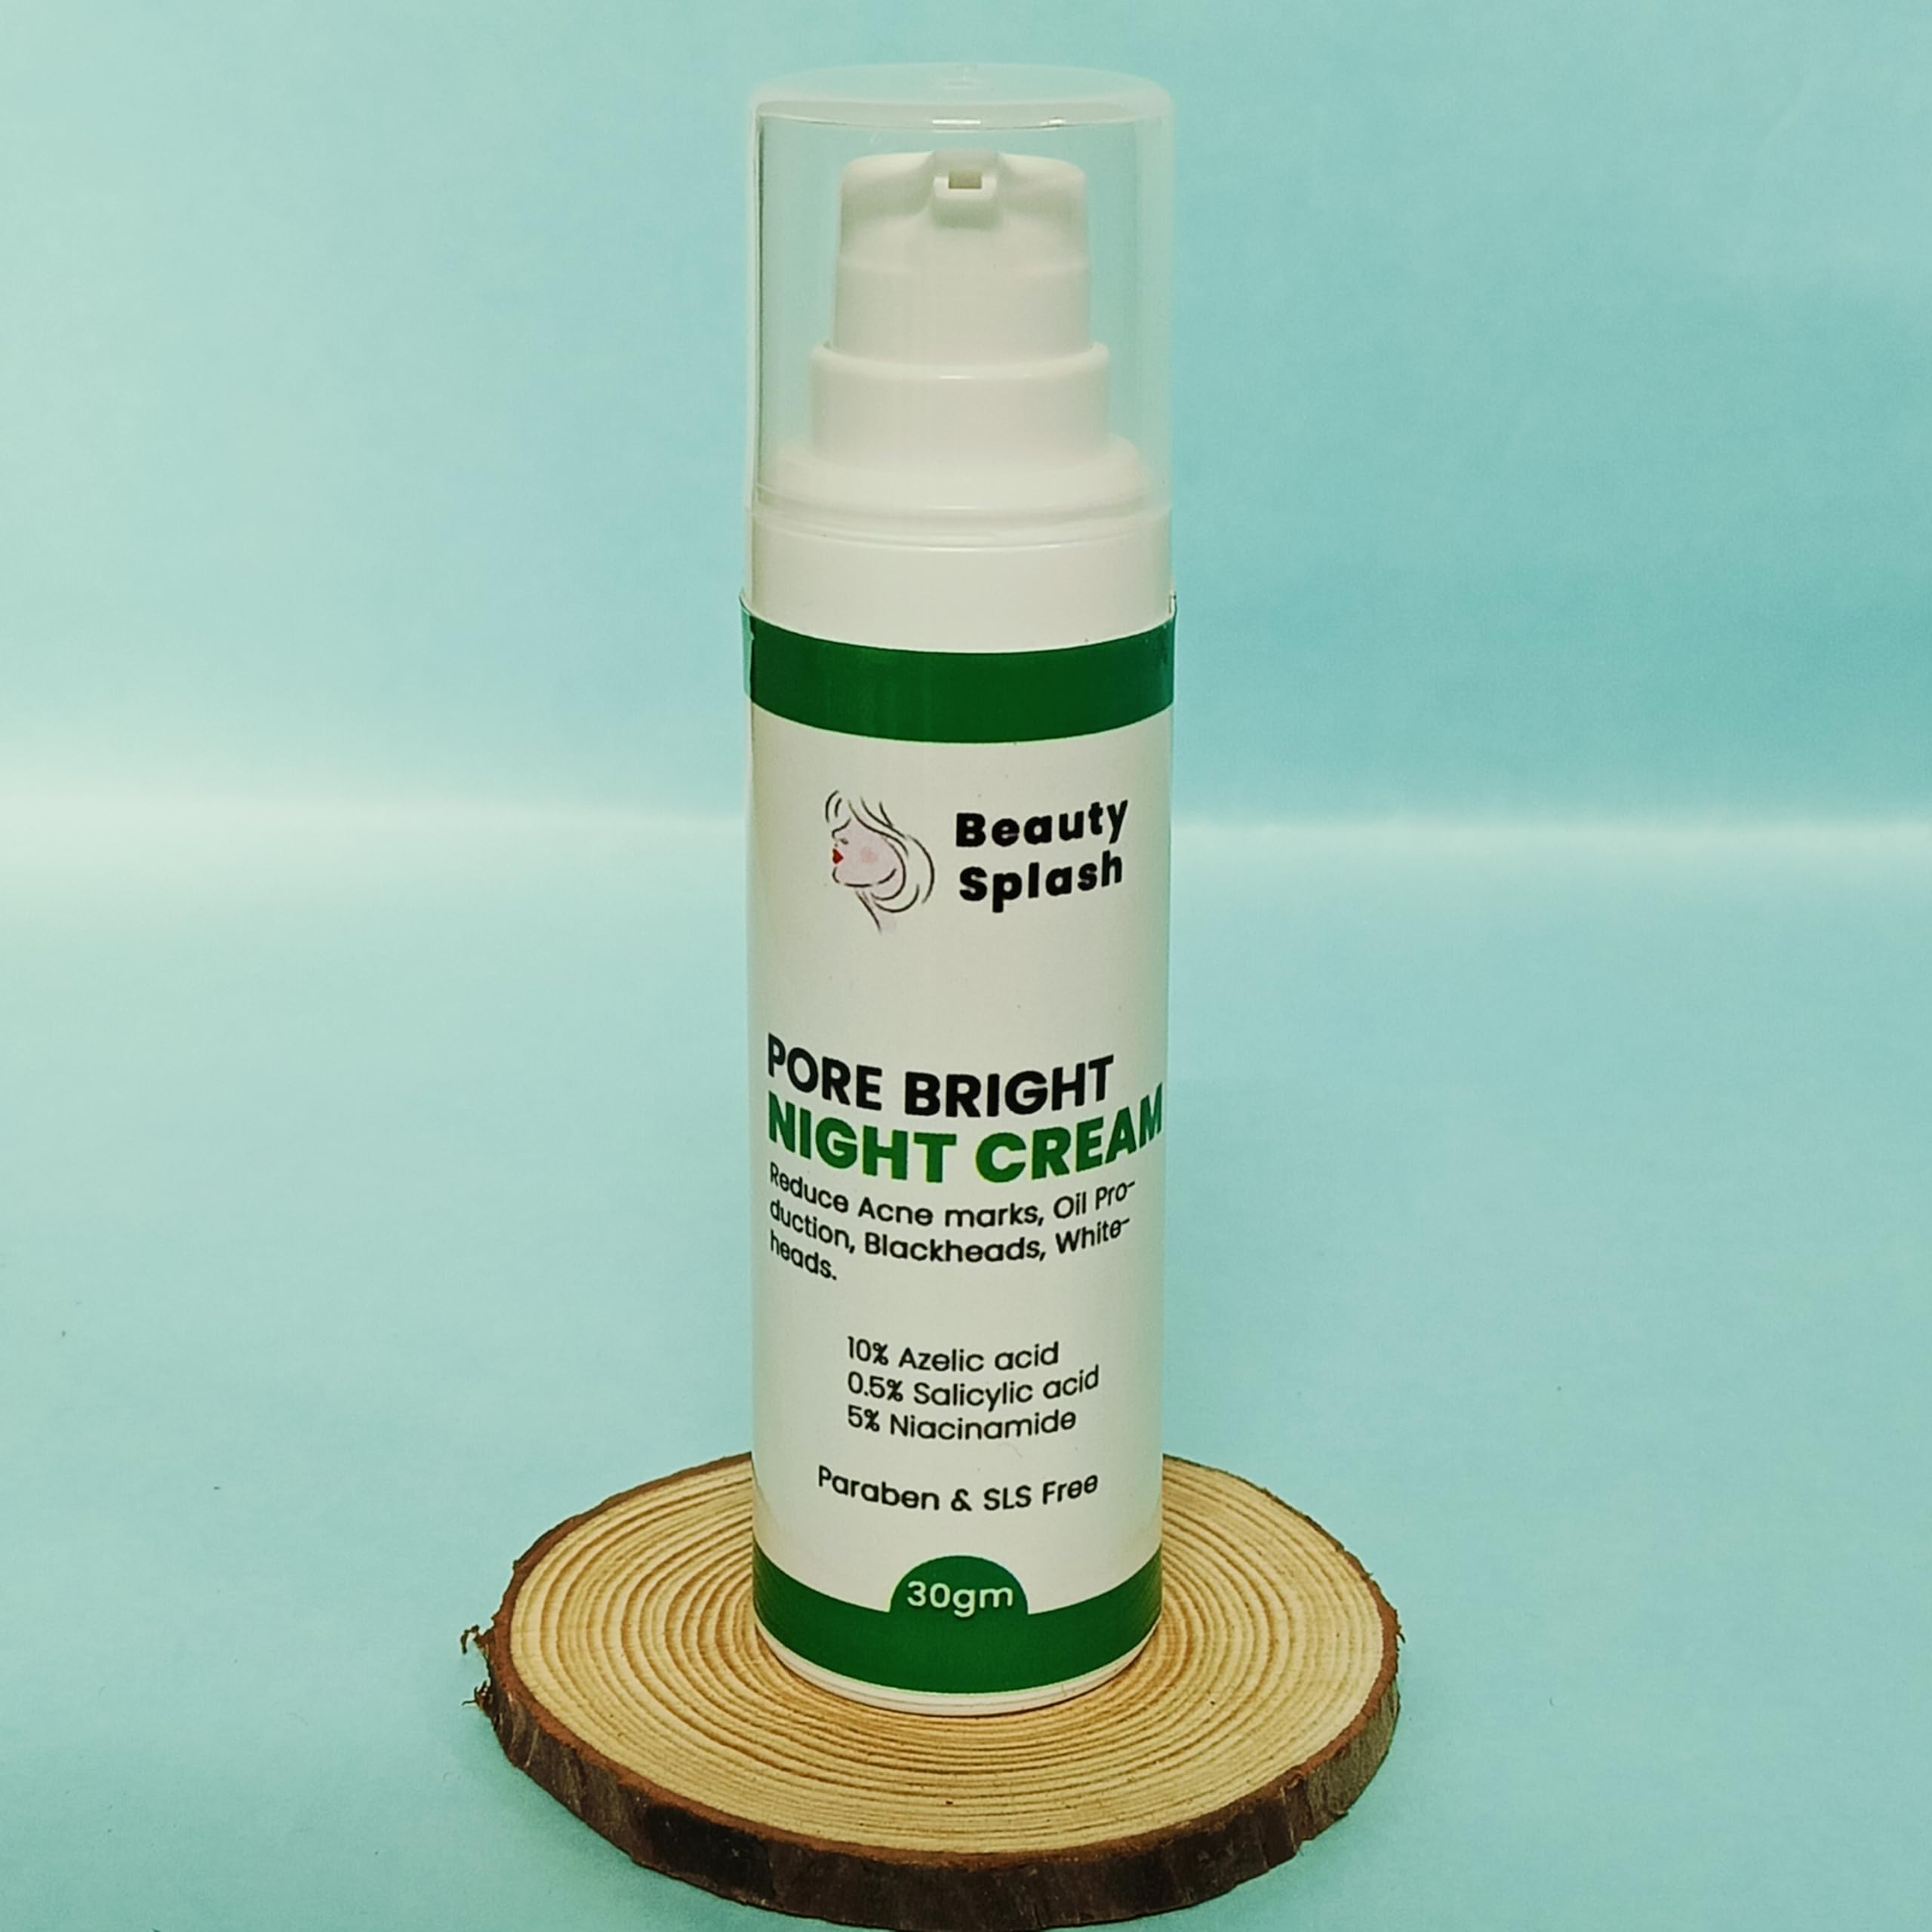 Beauty
Splash
PORE BRIGHT
NIGHT CREAM
Reduce Acne marks, Oil Pro-
duction, Blackheads, White-
heads.
10% Azelic acid
0.5% Salicylic acid
5% Niacinamide
Paraben & SLS Free
30gm